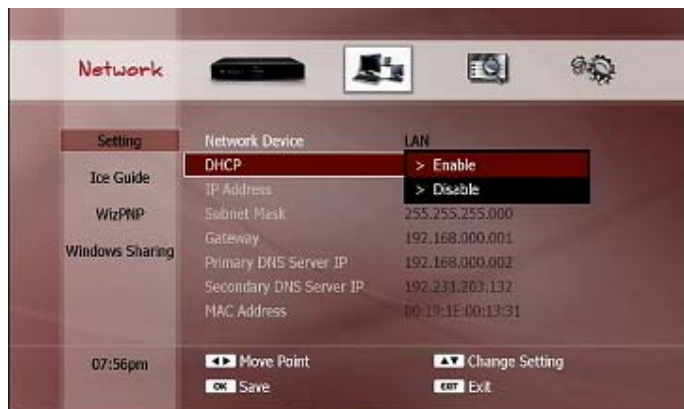 Network
Setting
Ice Guide
WizPNP
Windows Sharing
07:56pm
Network Device LAN
DHCP > Enable
> Disable
IP Address
Subnet Mask 255.255.255.000
Gateway 192.168.000.001
Primary DNS Server IP 192.168.000.002
Secondary DNS Server IP 192.231.203.132
MAC Address 00:19:1E:00:13:31
Move Point
Change Setting
OK Save
EXIT Exit